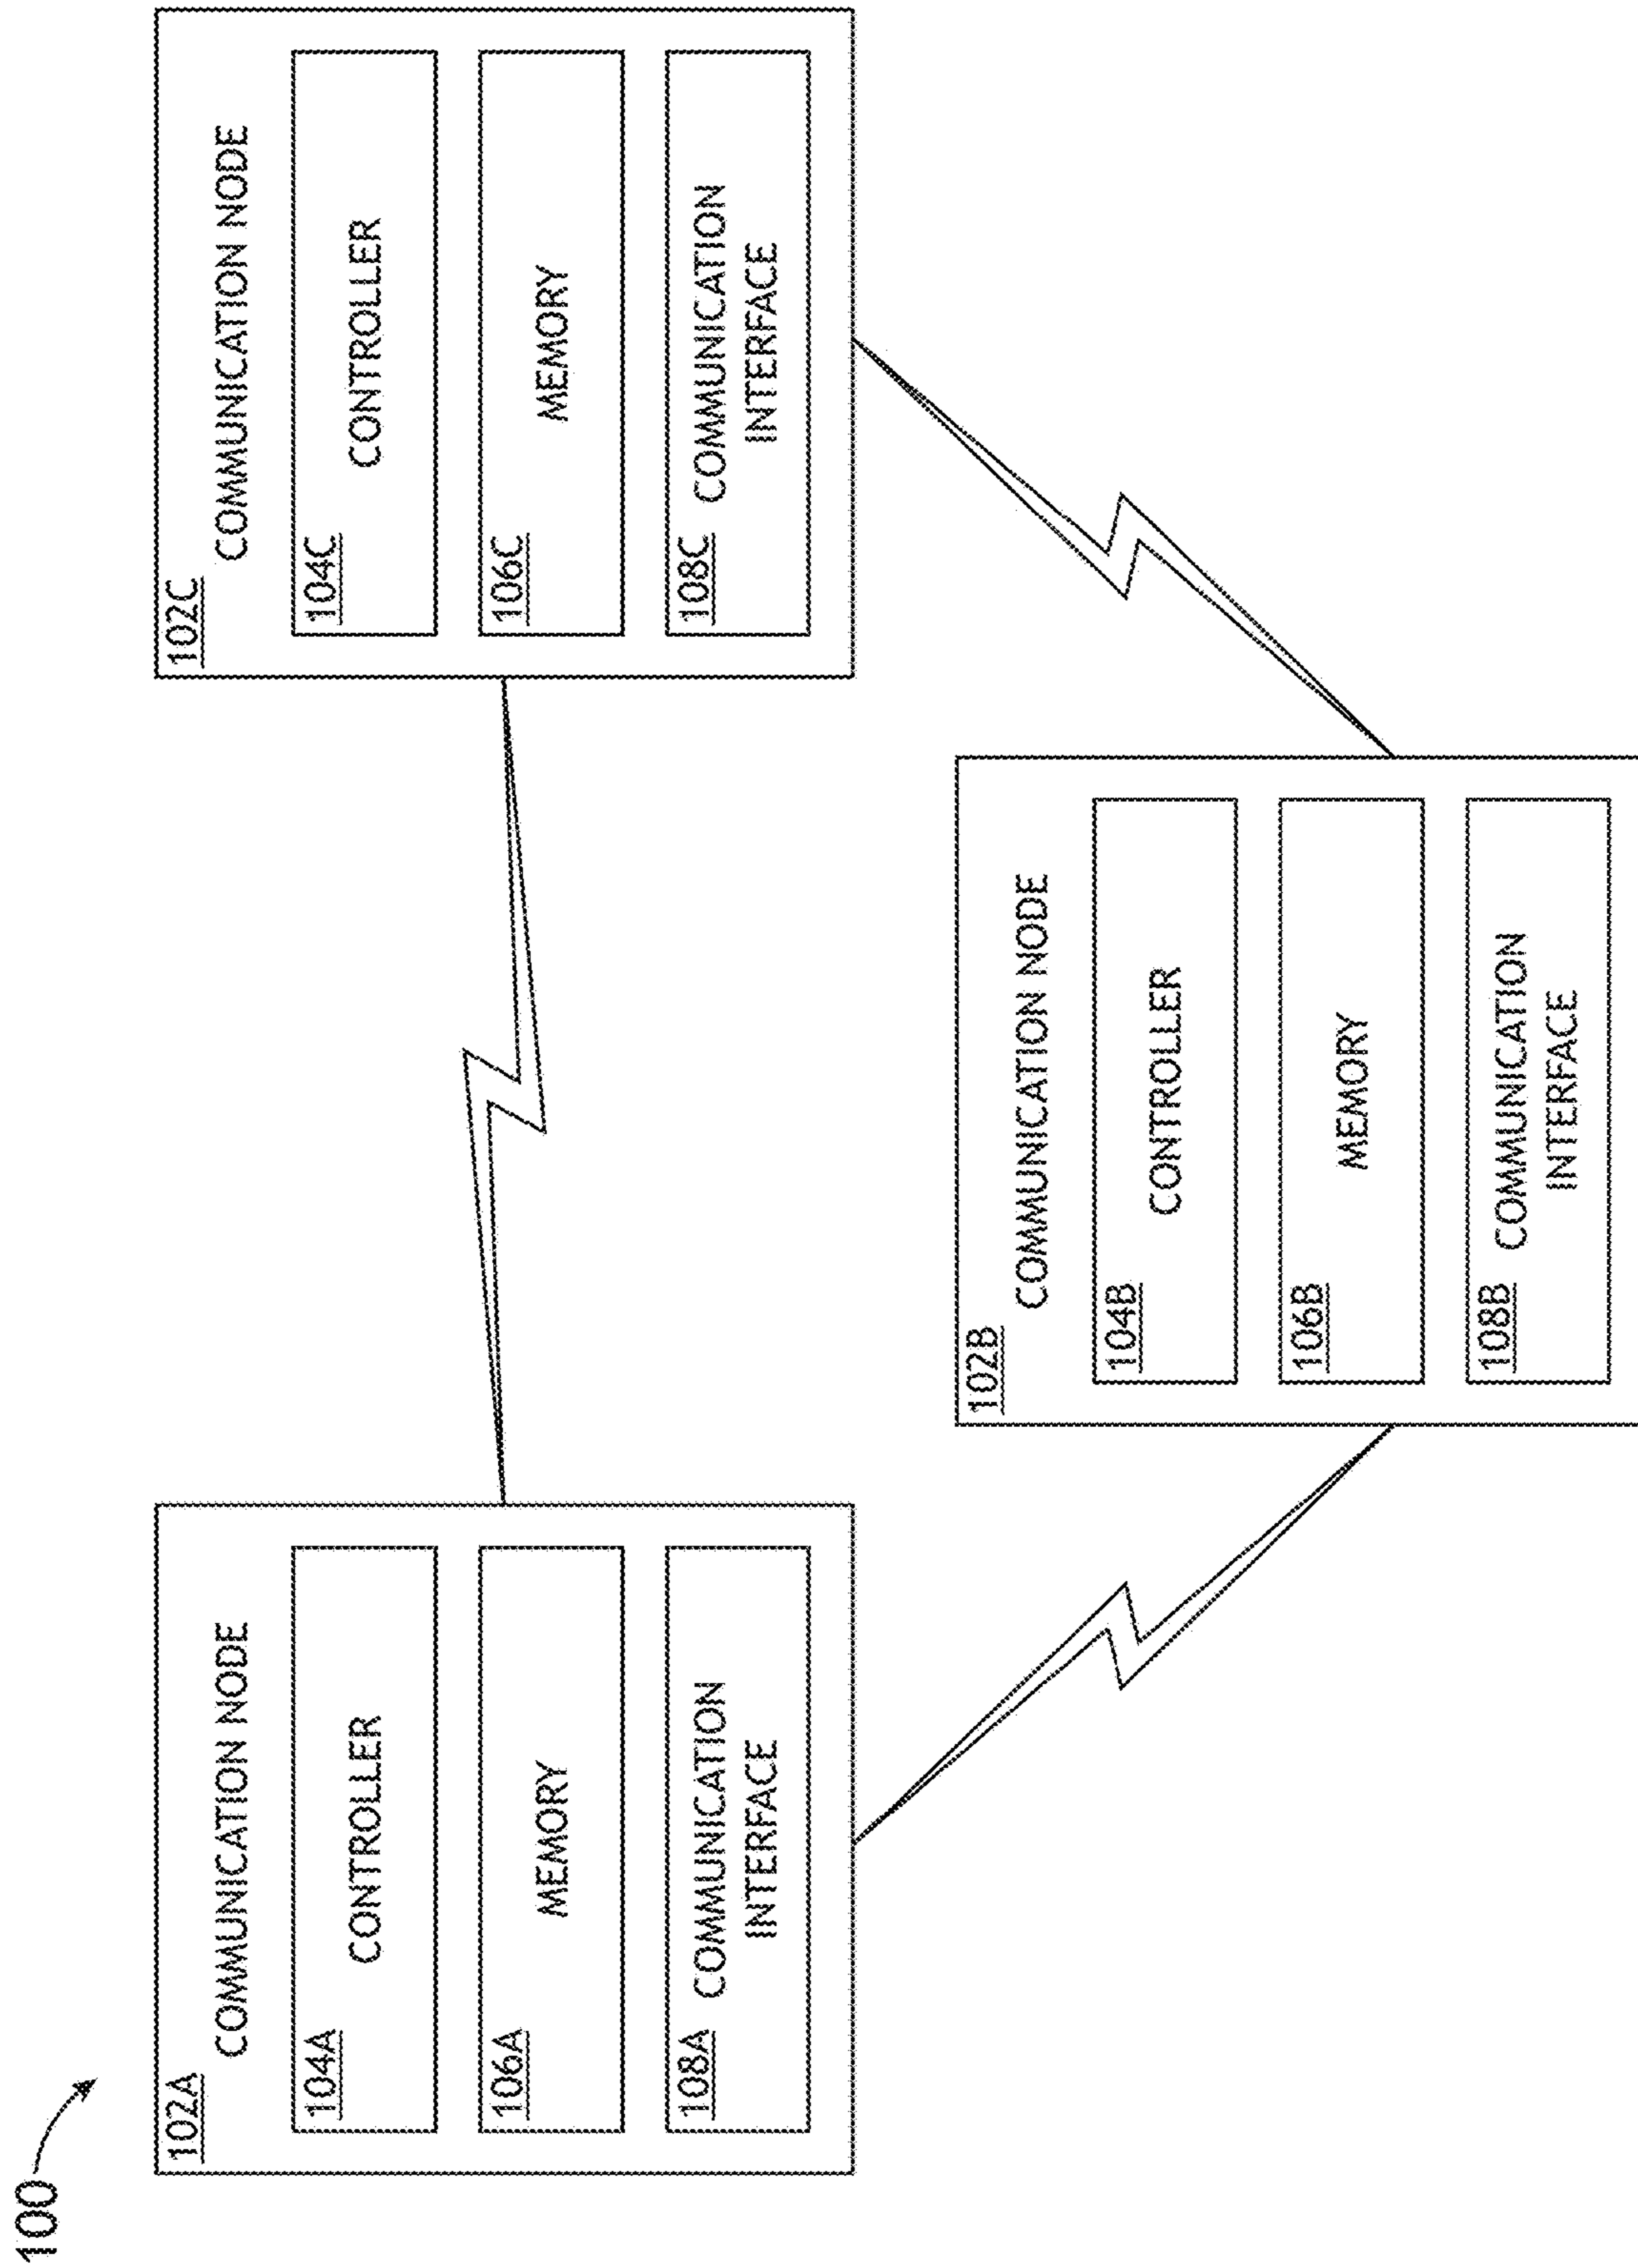 100
102A
COMMUNICATION NODE
104A
CONTROLLER
106A
MEMORY
108A COMMUNICATION
INTERFACE
102C
COMMUNICATION NODE
104C
CONTROLLER
106C
MEMORY
108C COMMUNICATION
INTERFACE
102B
COMMUNICATION NODE
104B
CONTROLLER
106B
MEMORY
108B COMMUNICATION
INTERFACE